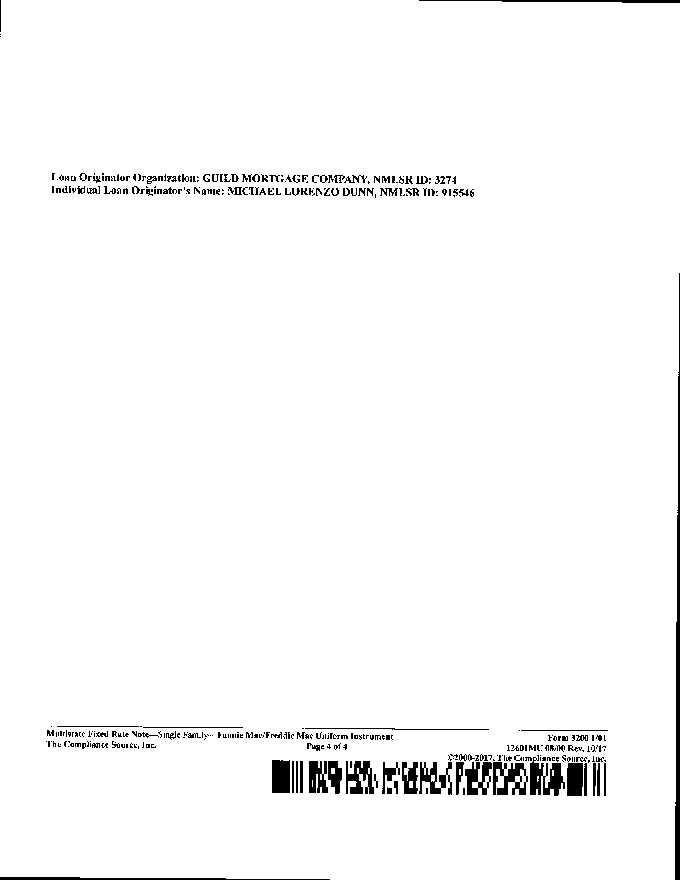 Loan Originator Organization: GUILD MORTGAGE COMPANY, NMLSR ID: 3274
Individual Loan Originator's Name: MICHAEL LORENZO DUNN, NMLSR ID: 915546
Multistate Fixed Rate Note—Single Family—Fannie Mae/Freddie Mac Uniform Instrument
Form 3200 1/01
The Compliance Source, Inc.
Page 4 of 4
12601MU 08/00 Rev. 10/17
©2000-2017, The Compliance Source, Inc.